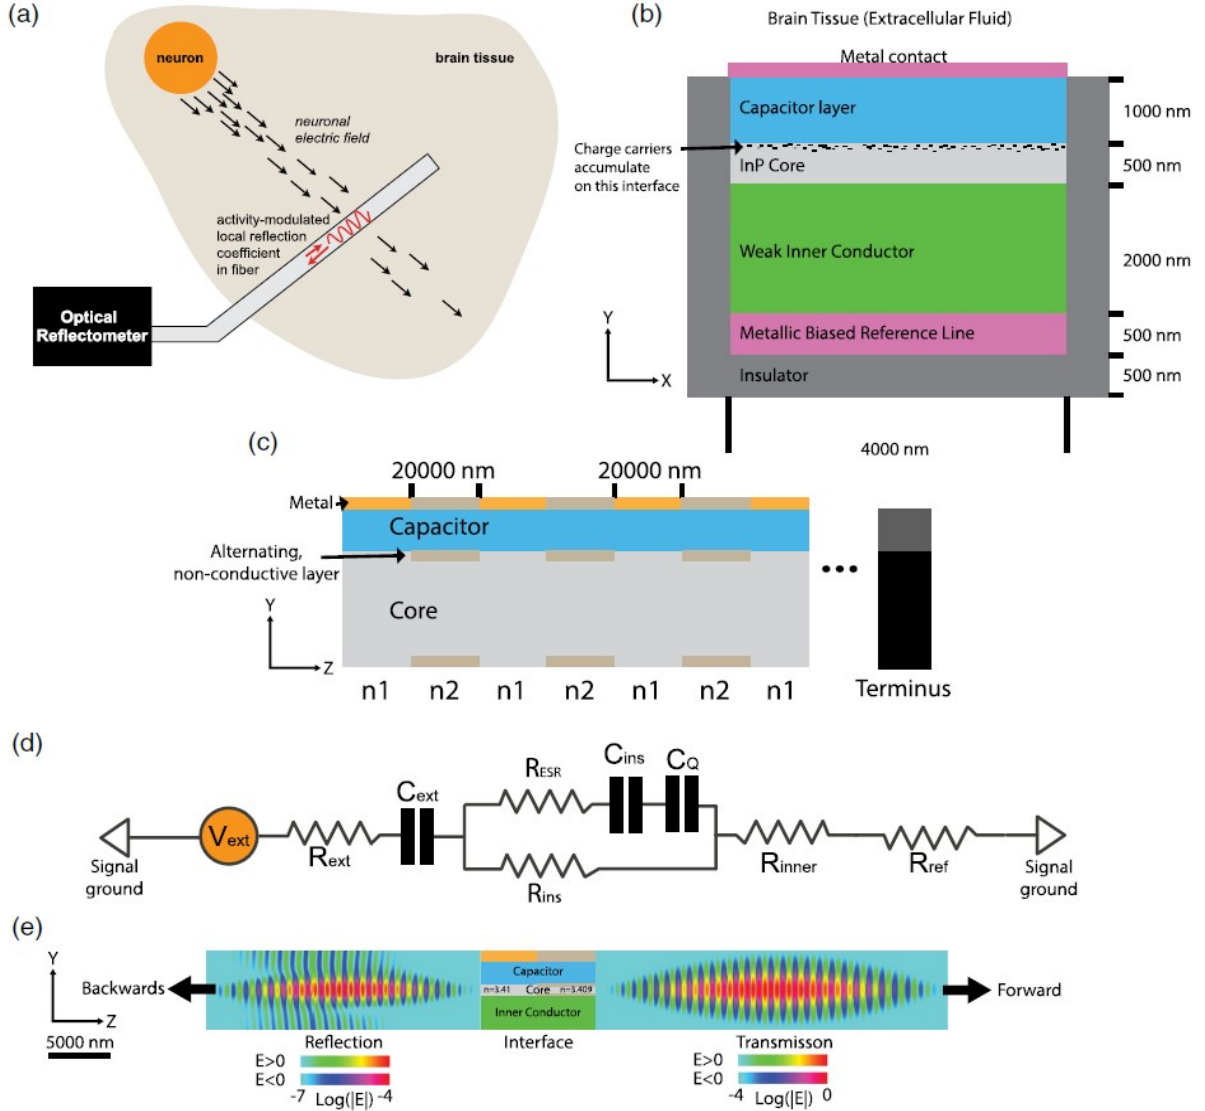 (a)
neuron
brain tissue
neuronal
electric field
activity-modulated
local reflection
coefficient
in fiber
Optical
Reflectometer
(b)
Brain Tissue (Extracellular Fluid)
Metal contact
Capacitor layer
1000 nm
Charge carriers
accumulate
on this interface
InP Core
500 nm
Weak Inner Conductor
2000 nm
Metallic Biased Reference Line
500 nm
Insulator
500 nm
Y
X
4000 nm
(c)
20000 nm
20000 nm
Metal
Capacitor
Alternating,
non-conductive layer
Core
Y
Z
n1 n2 n1 n2 n1 n2 n1
Terminus
(d)
Vext
Rext
Cext
RESR
Cins
CQ
Rins
Rinner
Rref
Signal
ground
Signal
ground
(e)
Y
Z
5000 nm
Backwards
Capacitor
n=3.41 Core n=3.409
Inner Conductor
Forward
Reflection
Interface
Transmisson
E>0
E<0
-7 Log(|E|) -4
E>0
E<0
-4 Log(|E|) 0